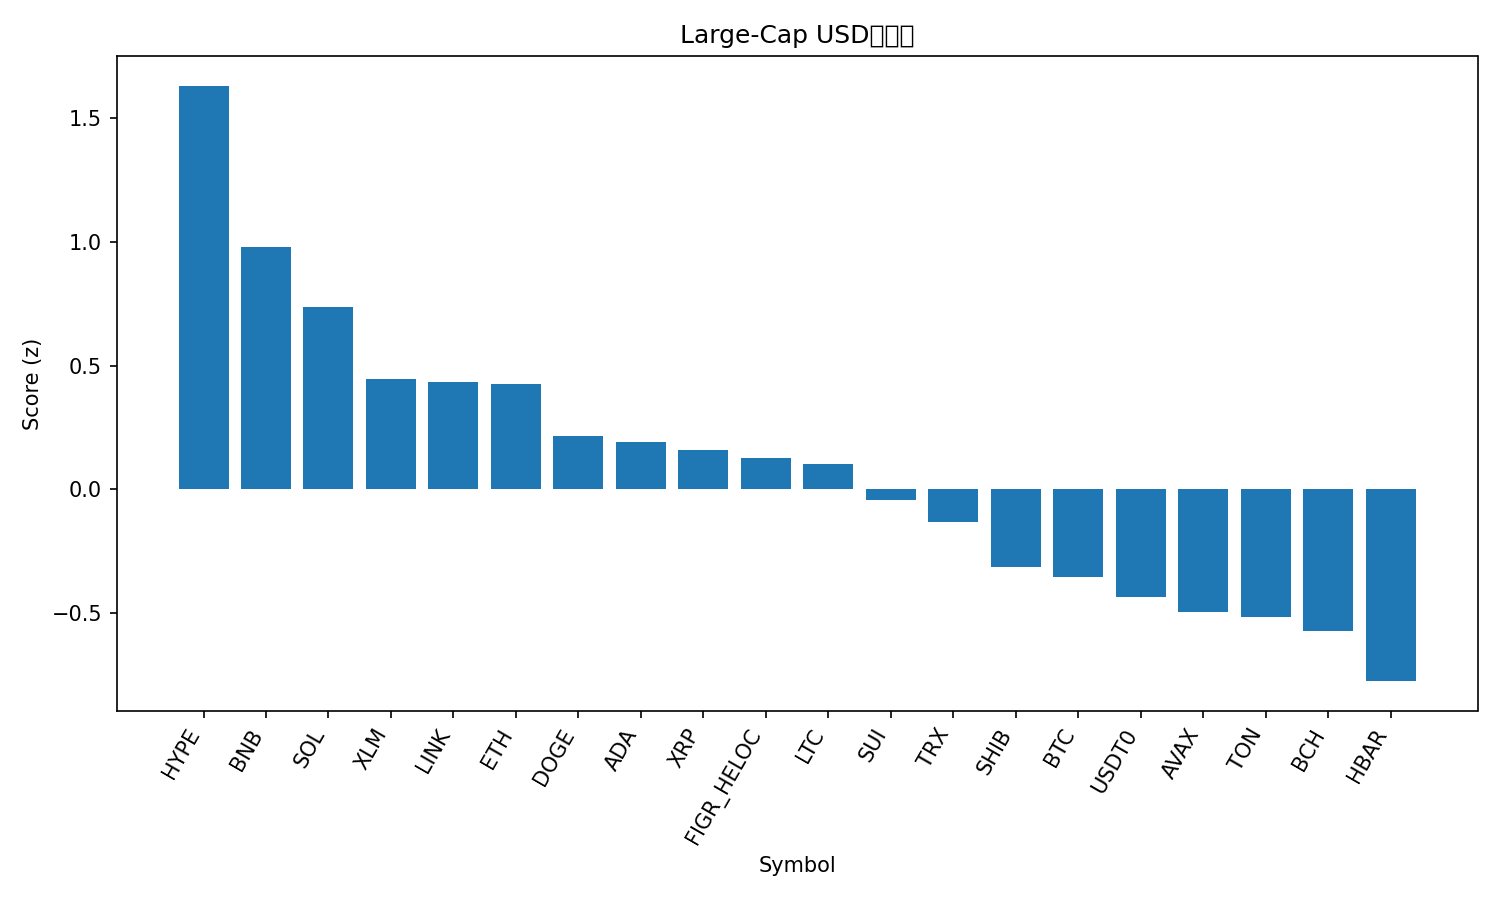 Large-Cap USD
Score (z)
1.5
1.0
0.5
0.0
−0.5
HYPE
BNB
SOL
XLM
LINK
ETH
DOGE
ADA
XRP
FIGR_HELOC
LTC
SUI
TRX
SHIB
BTC
USDT0
AVAX
TON
BCH
HBAR
Symbol